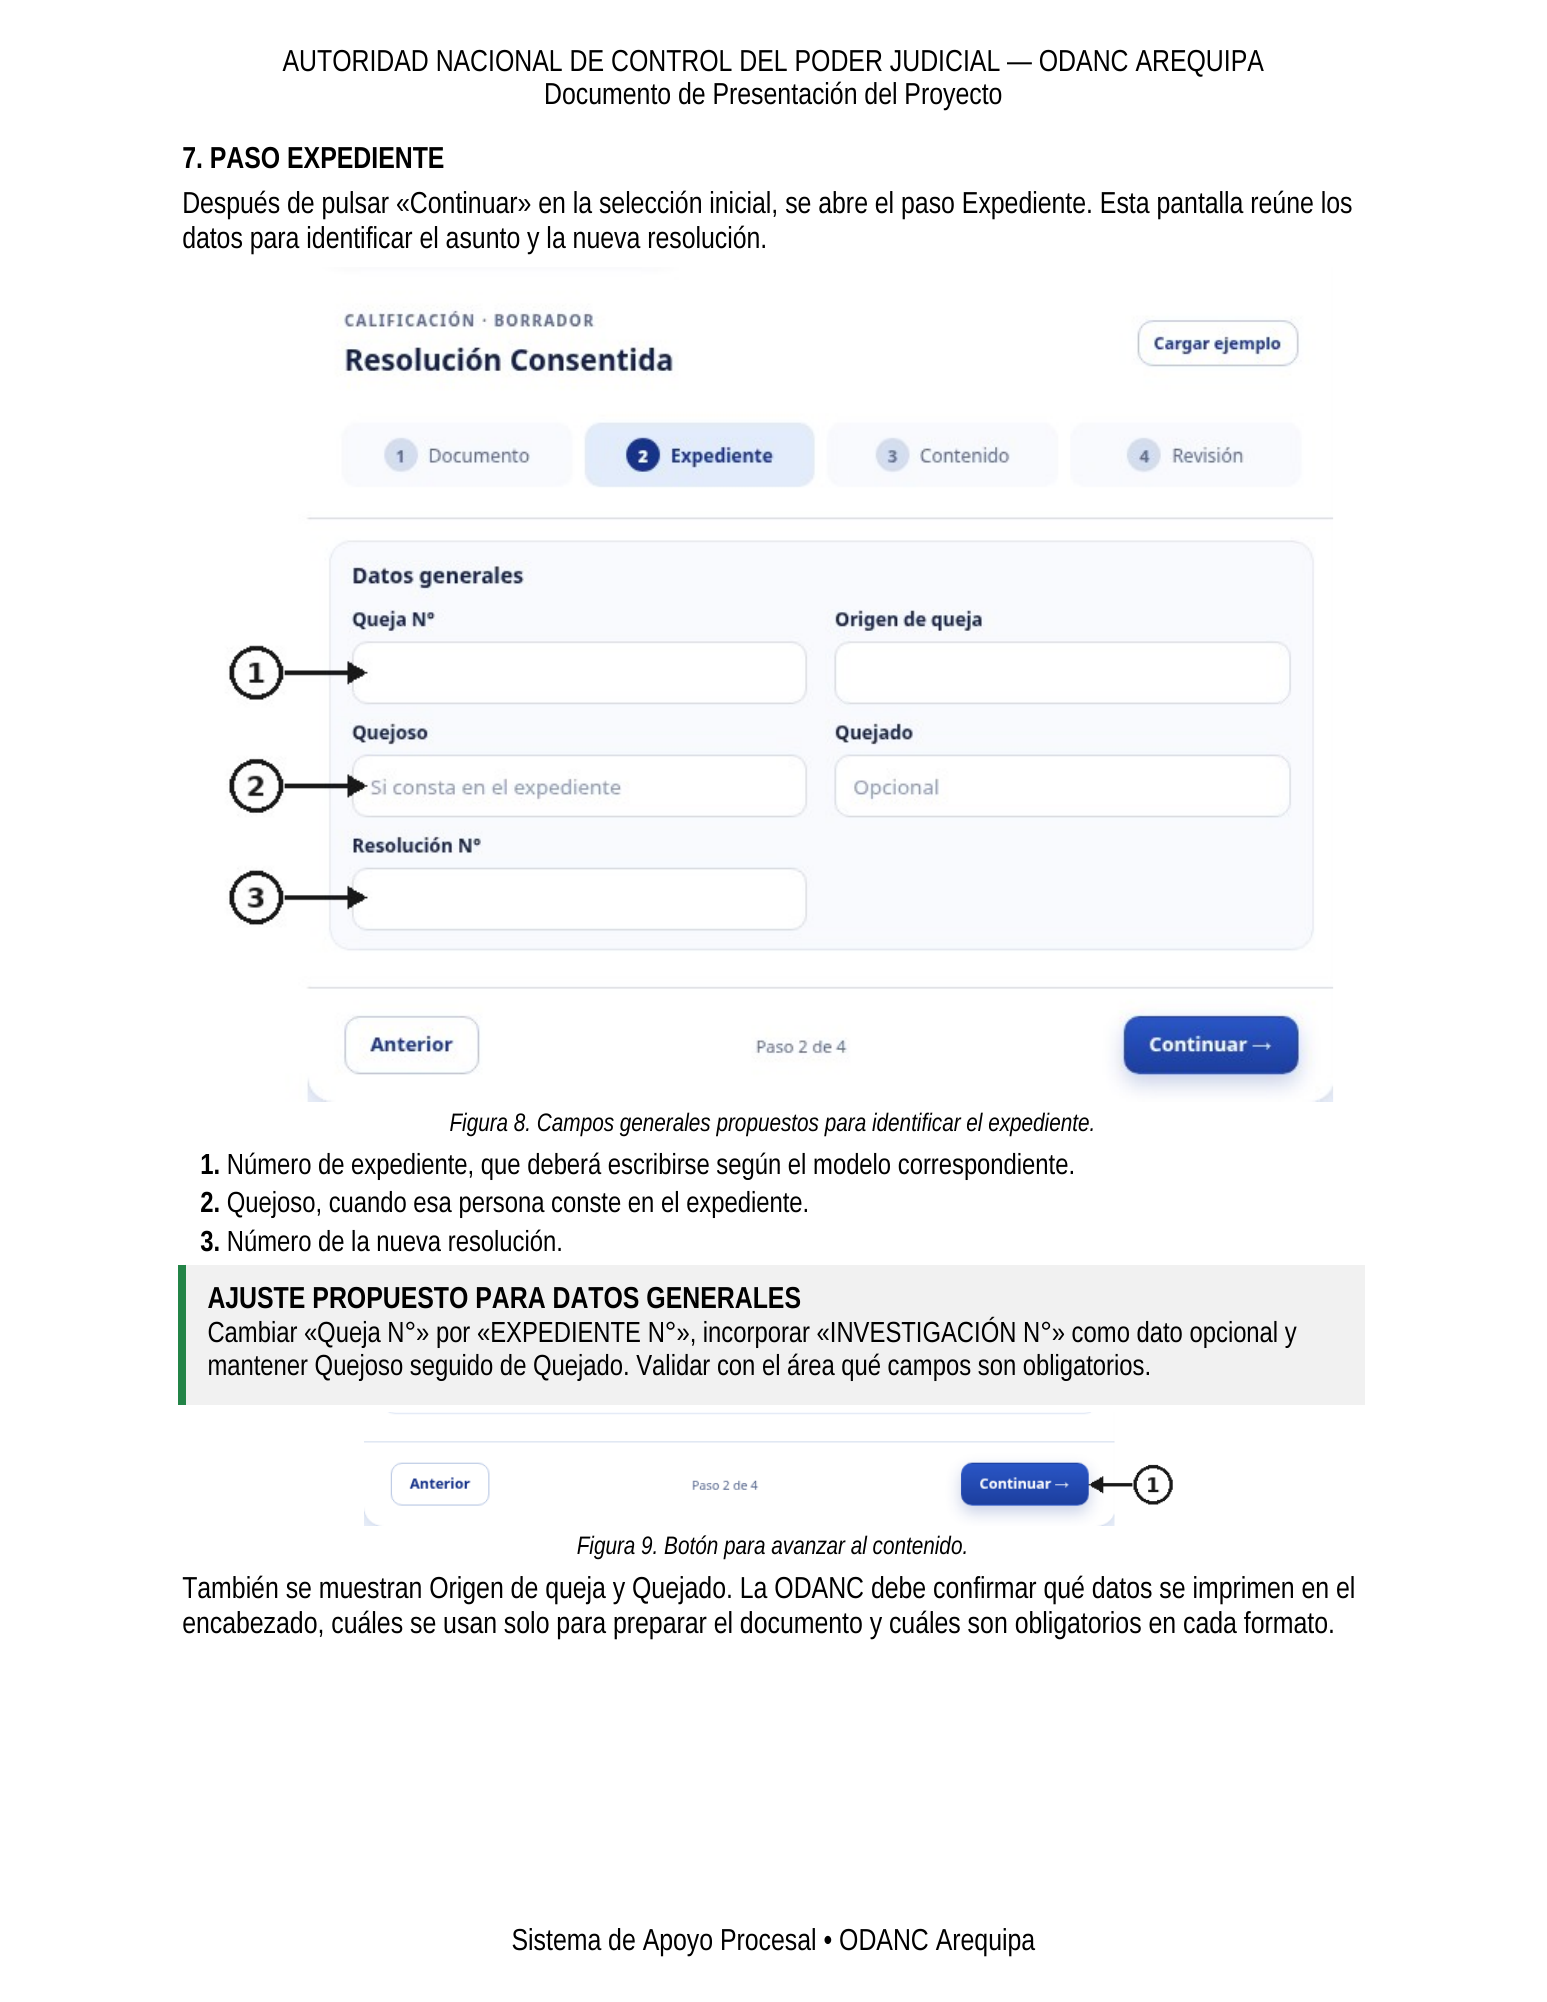 AUTORIDAD NACIONAL DE CONTROL DEL PODER JUDICIAL — ODANC AREQUIPA
Documento de Presentación del Proyecto
7. PASO EXPEDIENTE
Después de pulsar «Continuar» en la selección inicial, se abre el paso Expediente. Esta pantalla reúne los
datos para identificar el asunto y la nueva resolución.
CALIFICACIÓN · BORRADOR
Resolución Consentida
Cargar ejemplo
1 Documento
2 Expediente
3 Contenido
4 Revisión
Datos generales
Queja N°
Origen de queja
1
Quejoso
Quejado
2
Si consta en el expediente
Opcional
Resolución N°
3
Anterior
Paso 2 de 4
Continuar →
Figura 8. Campos generales propuestos para identificar el expediente.
1. Número de expediente, que deberá escribirse según el modelo correspondiente.
2. Quejoso, cuando esa persona conste en el expediente.
3. Número de la nueva resolución.
AJUSTE PROPUESTO PARA DATOS GENERALES
Cambiar «Queja N°» por «EXPEDIENTE N°», incorporar «INVESTIGACIÓN N°» como dato opcional y
mantener Quejoso seguido de Quejado. Validar con el área qué campos son obligatorios.
Anterior
Paso 2 de 4
Continuar →
1
Figura 9. Botón para avanzar al contenido.
También se muestran Origen de queja y Quejado. La ODANC debe confirmar qué datos se imprimen en el
encabezado, cuáles se usan solo para preparar el documento y cuáles son obligatorios en cada formato.
Sistema de Apoyo Procesal • ODANC Arequipa